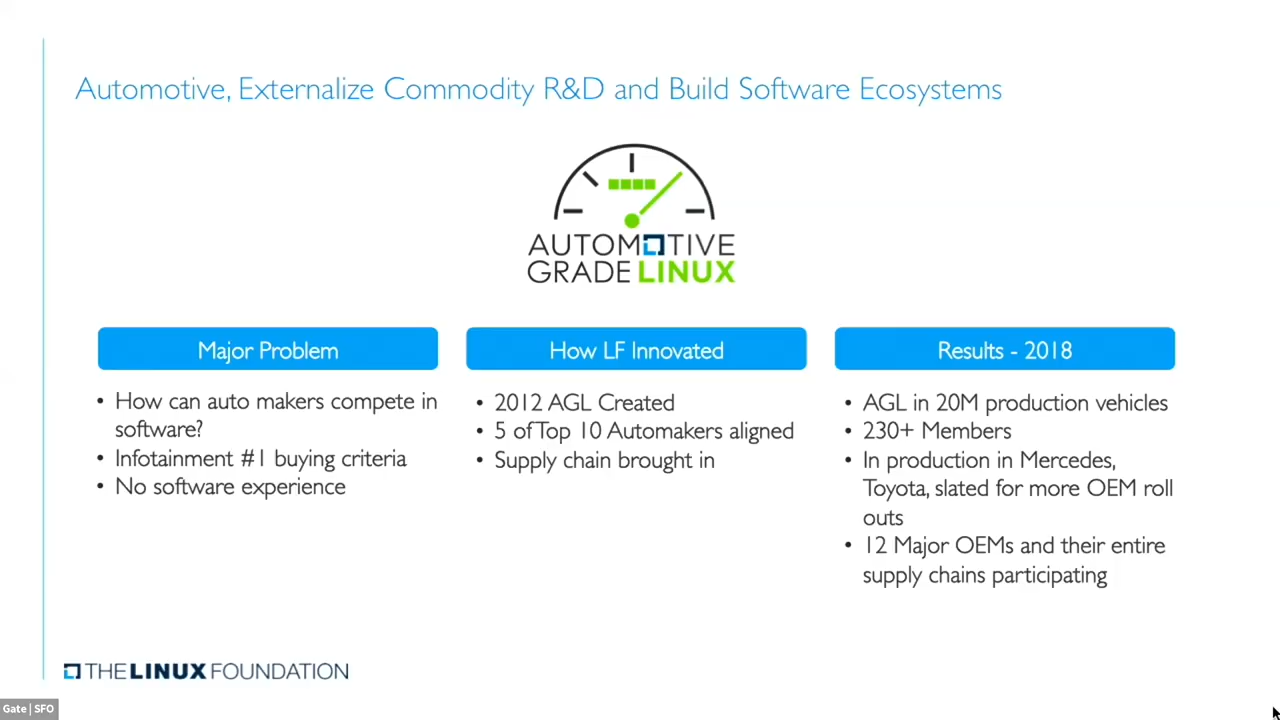 Automotive, Externalize Commodity R&D and Build Software Ecosystems
AUTOMOTIVE
GRADE LINUX
Major Problem
• How can auto makers compete in
software?
• Infotainment #1 buying criteria
• No software experience
How LF Innovated
• 2012 AGL Created
• 5 of Top 10 Automakers aligned
• Supply chain brought in
Results - 2018
• AGL in 20M production vehicles
• 230+ Members
• In production in Mercedes,
Toyota, slated for more OEM roll
outs
• 12 Major OEMs and their entire
supply chains participating
THE LINUX FOUNDATION
Gate | SFO